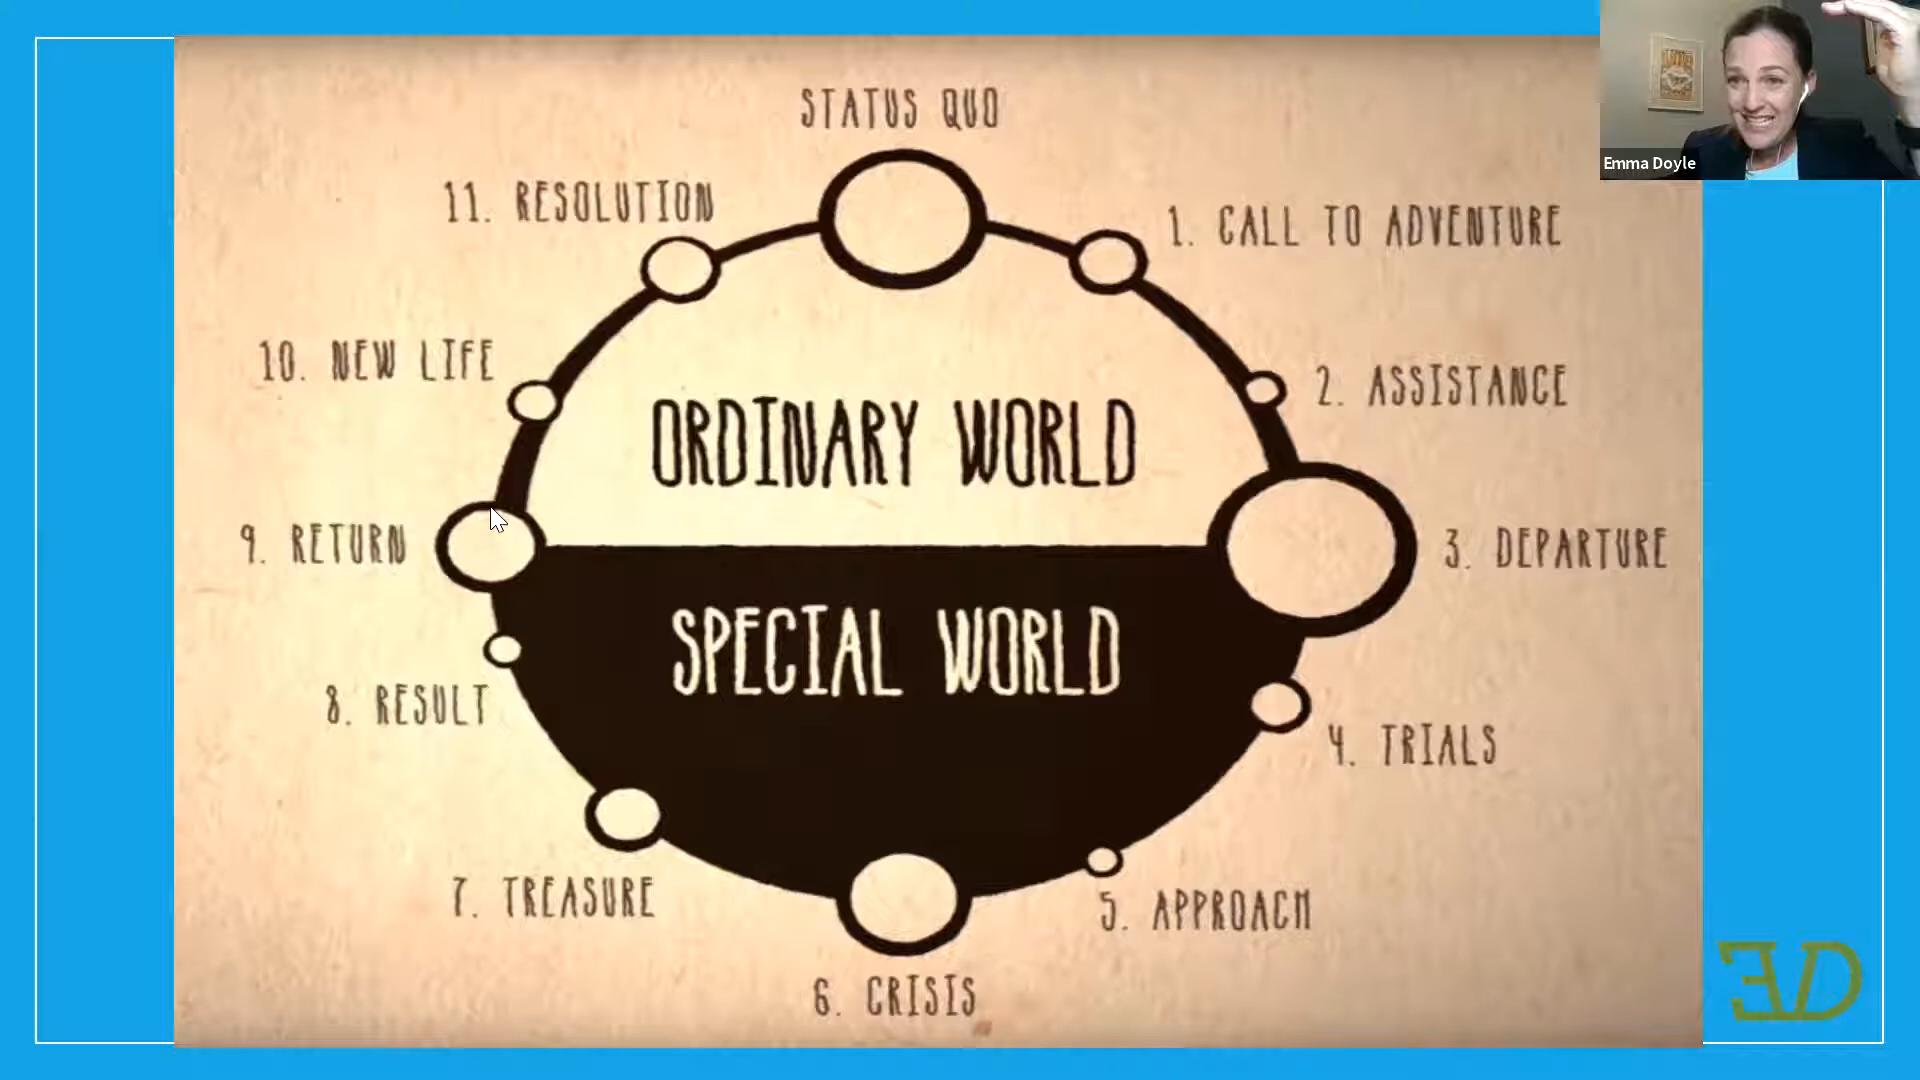 STATUS QUO
1. CALL TO ADVENTURE
2. ASSISTANCE
3. DEPARTURE
4. TRIALS
5. APPROACH
6. CRISIS
7. TREASURE
8. RESULT
9. RETURN
10. NEW LIFE
11. RESOLUTION
ORDINARY WORLD
SPECIAL WORLD
Emma Doyle
ED